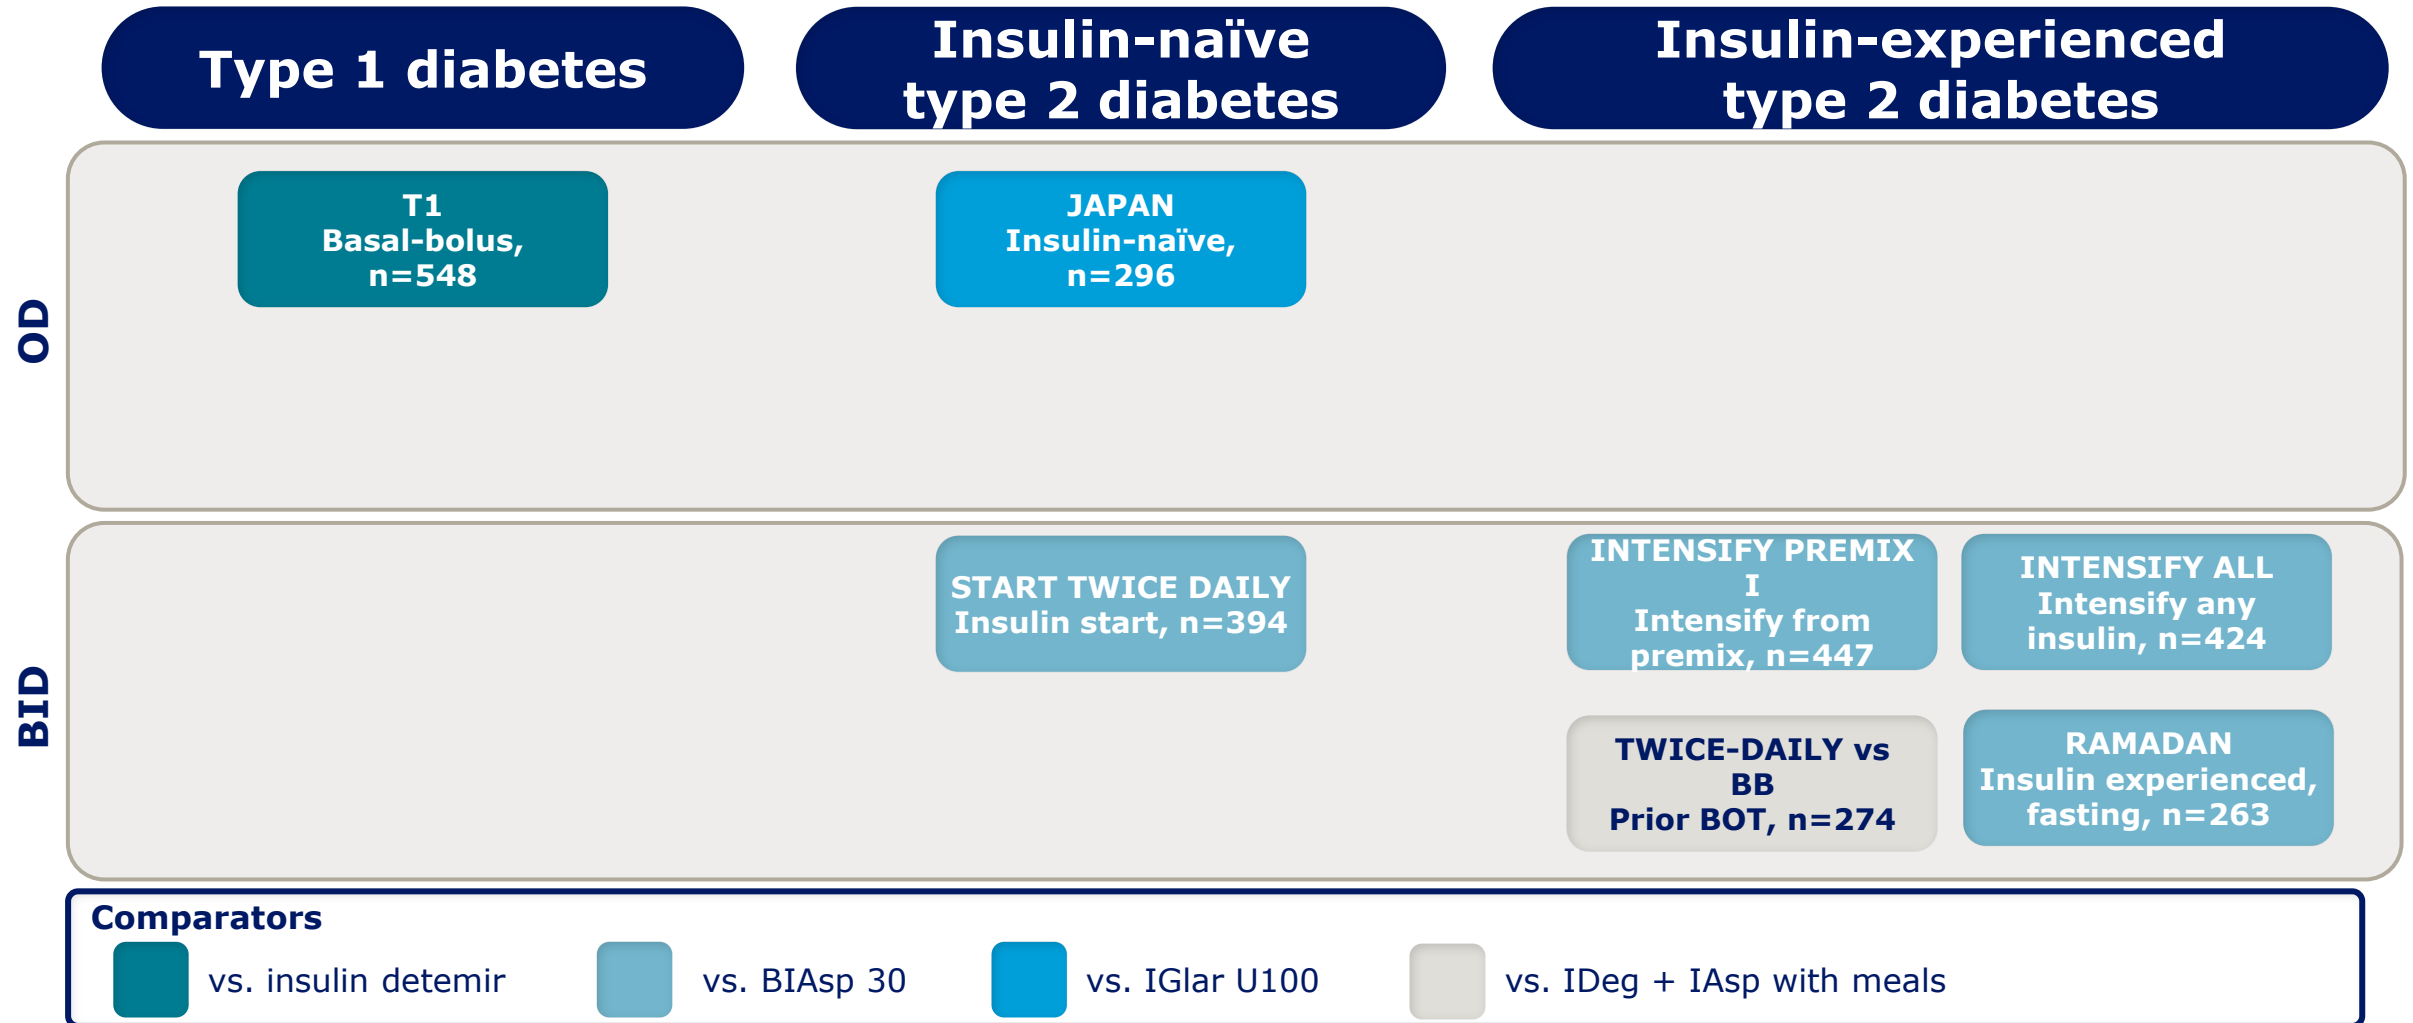 Type 1 diabetes
Insulin-naïve
type 2 diabetes
Insulin-experienced
type 2 diabetes
OD
T1
Basal-bolus,
n=548
JAPAN
Insulin-naïve,
n=296
BID
START TWICE DAILY
Insulin start, n=394
INTENSIFY PREMIX
I
Intensify from
premix, n=447
INTENSIFY ALL
Intensify any
insulin, n=424
TWICE-DAILY vs
BB
Prior BOT, n=274
RAMADAN
Insulin experienced,
fasting, n=263
Comparators
vs. insulin detemir
vs. BIAsp 30
vs. IGlar U100
vs. IDeg + IAsp with meals